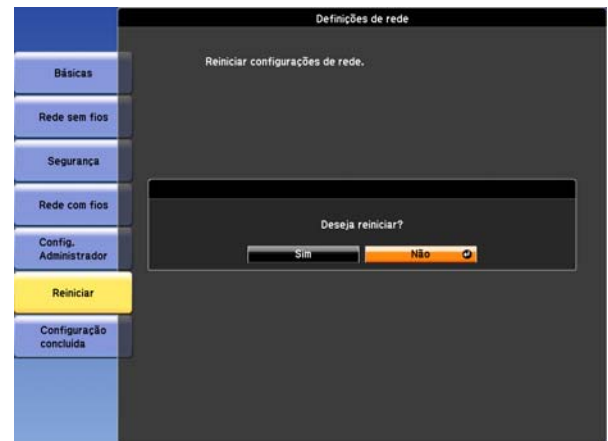 Definições de rede
Reiniciar configurações de rede.
Básicas
Rede sem fios
Segurança
Rede com fios
Config.
Administrador
Reiniciar
Configuração
concluída
Deseja reiniciar?
Sim
Não